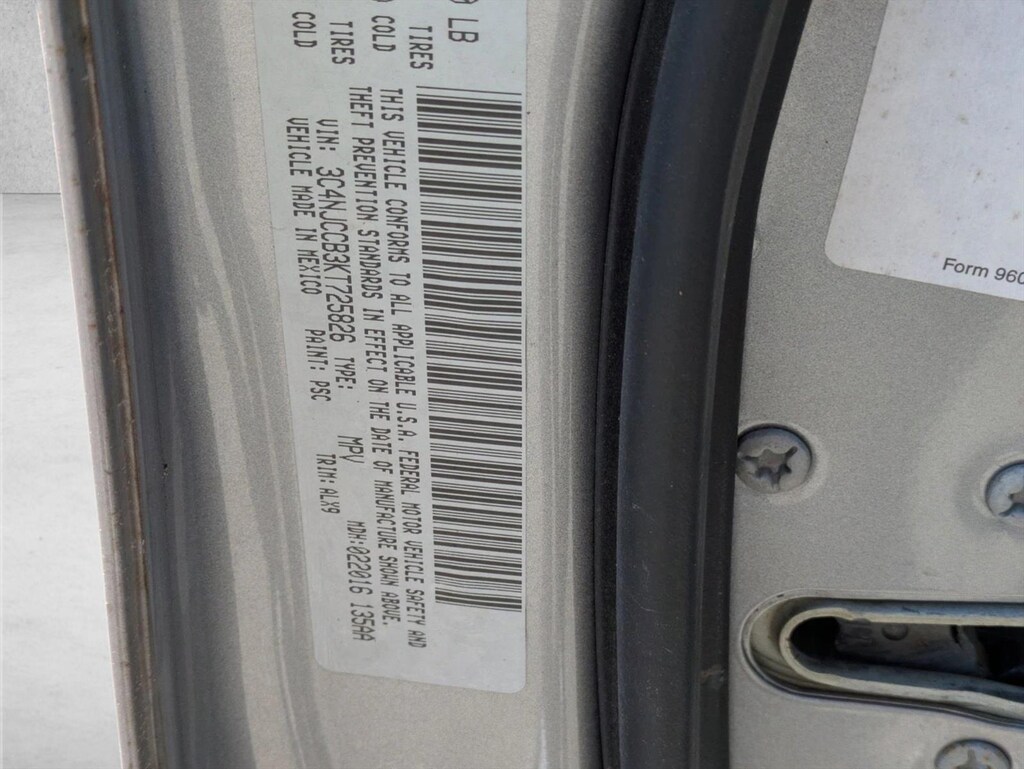 ) LB
TIRES COLD
TIRES COLD
THIS VEHICLE CONFORMS TO ALL APPLICABLE U.S.A. FEDERAL MOTOR VEHICLE SAFETY AND
THEFT PREVENTION STANDARDS IN EFFECT ON THE DATE OF MANUFACTURE SHOWN ABOVE.
VIN: 3C4NJCCB3KT725826 TYPE: MPV MDH:022016 135AA
VEHICLE MADE IN MEXICO PAINT: PSC TRIM:ALX9
Form 960